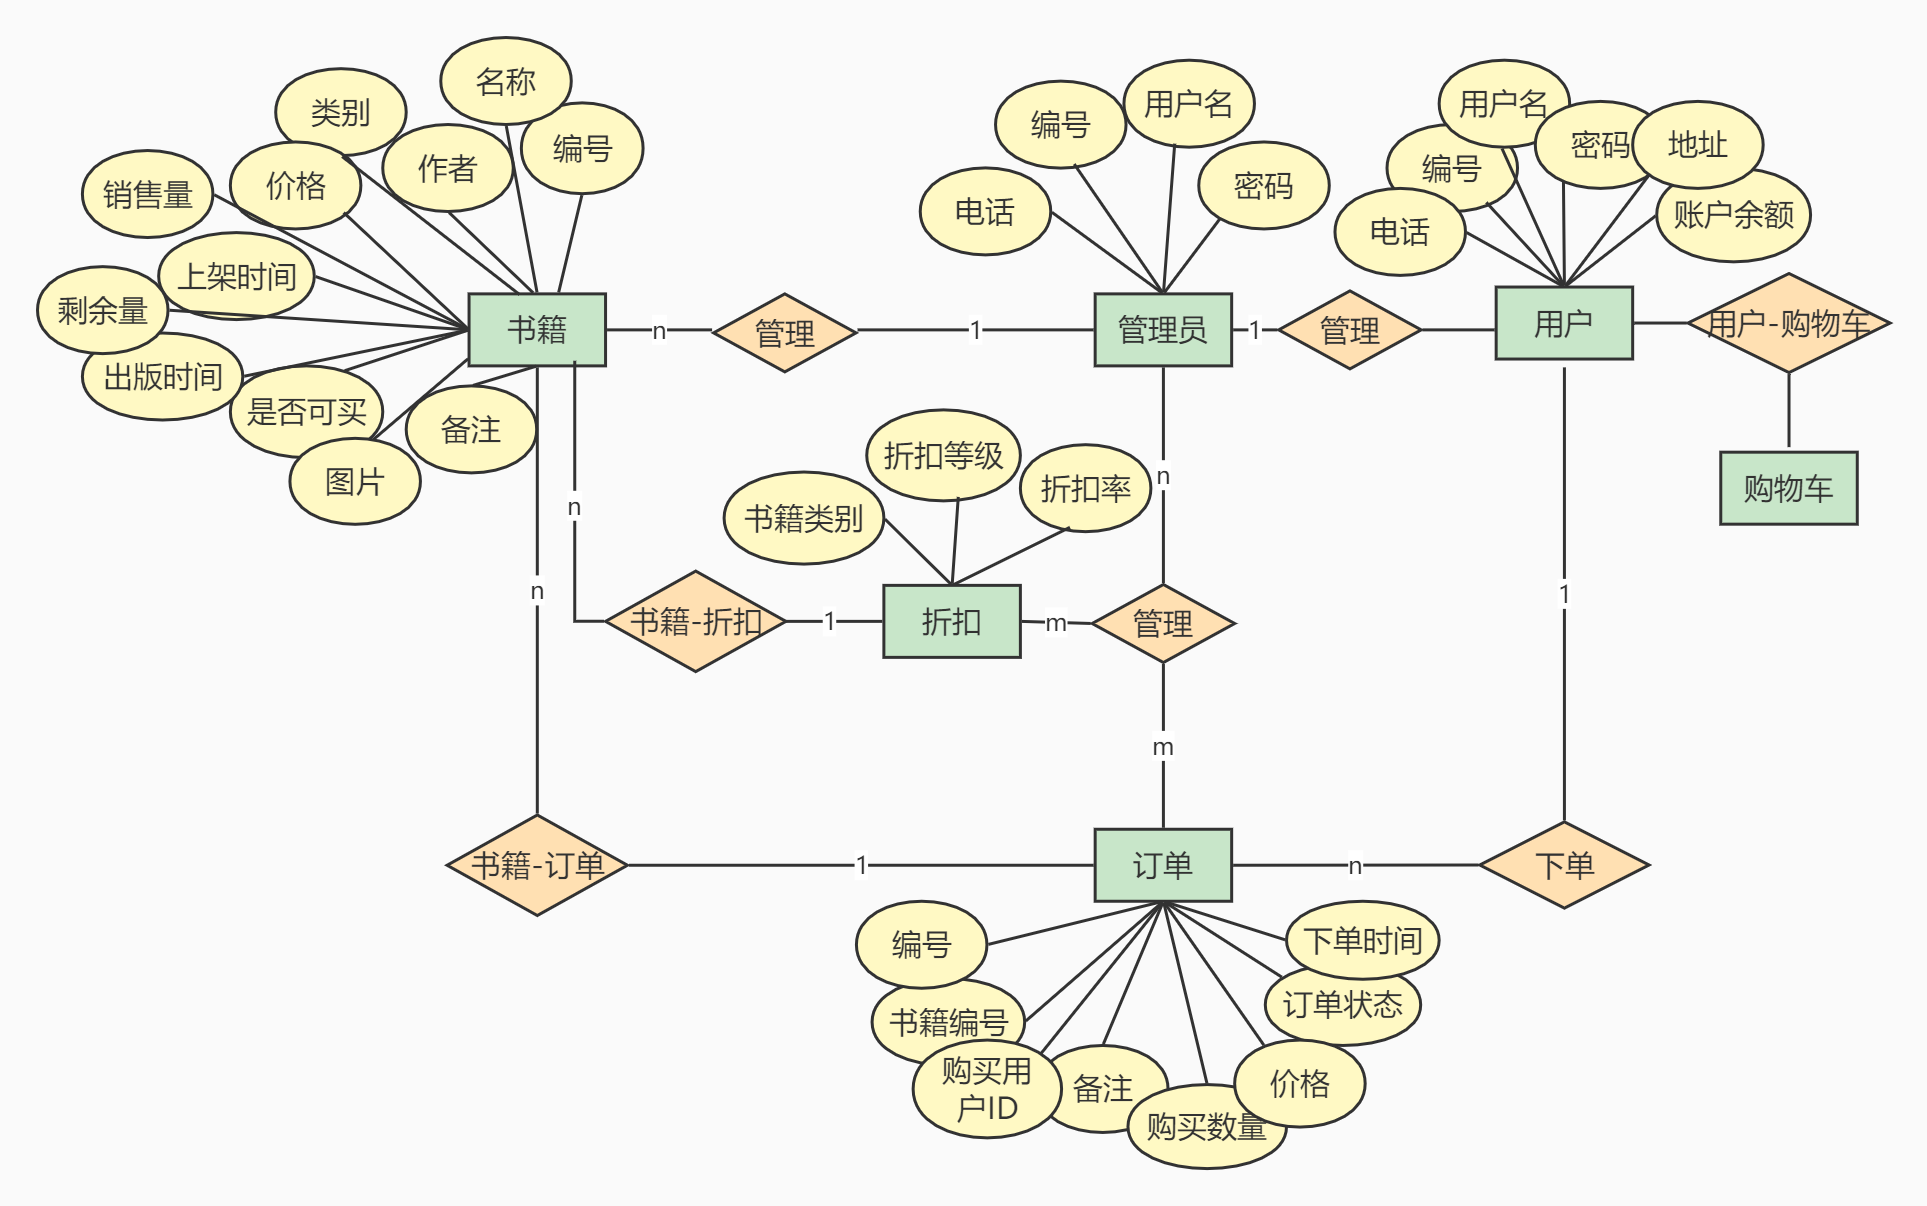 名称
类别
编号
作者
价格
销售量
上架时间
剩余量
出版时间
是否可买
备注
图片
书籍
n
管理
1
用户名
编号
密码
电话
管理员
1
管理
用户名
密码
地址
编号
账户余额
电话
用户
用户-购物车
购物车
n
n
n
1
折扣等级
折扣率
书籍类别
书籍-折扣
1
折扣
m
管理
m
书籍-订单
1
订单
n
下单
编号
下单时间
订单状态
书籍编号
购买用
户ID
备注
购买数量
价格